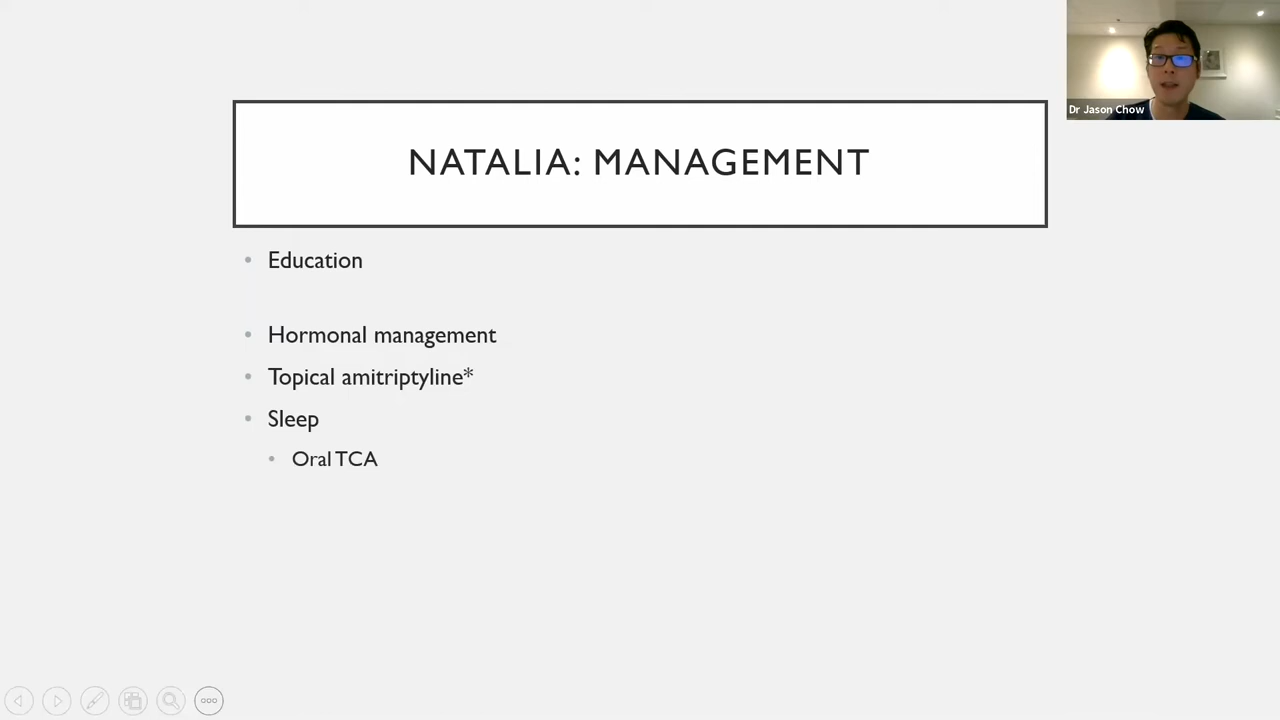 Dr Jason Chow
NATALIA: MANAGEMENT
• Education
• Hormonal management
• Topical amitriptyline*
• Sleep
• Oral TCA